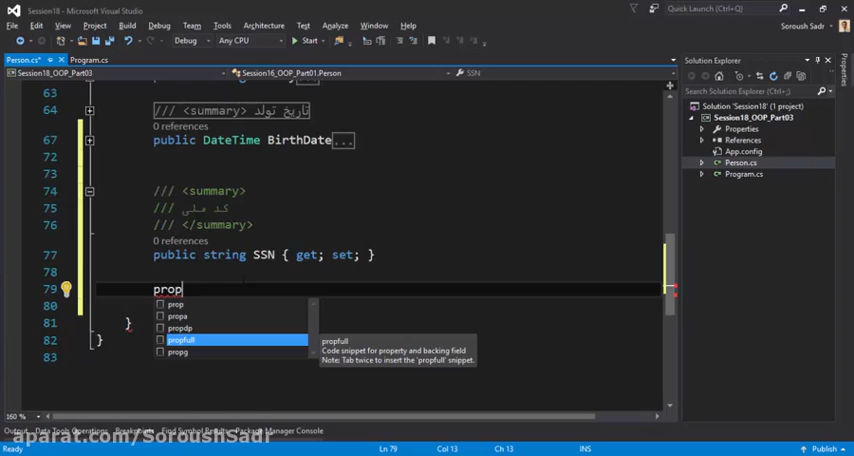 Session18_OOP_Part03 - Microsoft Visual Studio
Quick Launch (Ctrl+Q)
File Edit View Project Build Debug Team Tools Architecture Test Analyze Window Help
Soroush Sadr
Debug Any CPU Start
Person.cs* Program.cs
Session18_OOP_Part03 Session16_OOP_Part01.Person SSN
63
64 /// <summary> تاریخ تولد
0 references
67 public DateTime BirthDate...
72
73
74 /// <summary>
75 /// کد ملی
76 /// </summary>
0 references
77 public string SSN { get; set; }
78
79 prop
80
81 }
82 }
83
prop
propa
propdp
propfull
propg
propfull
Code snippet for property and backing field
Note: Tab twice to insert the 'propfull' snippet.
Solution Explorer
Search Solution Explorer (Ctrl+;)
Solution 'Session18' (1 project)
Session18_OOP_Part03
Properties
References
App.config
Person.cs
Program.cs
Properties
160 %
Output Data Tools Operations Breakpoints Find Symbol Results Package Manager Console
aparat.com/SoroushSadr
Ready Ln 79 Col 13 Ch 13 INS Publish